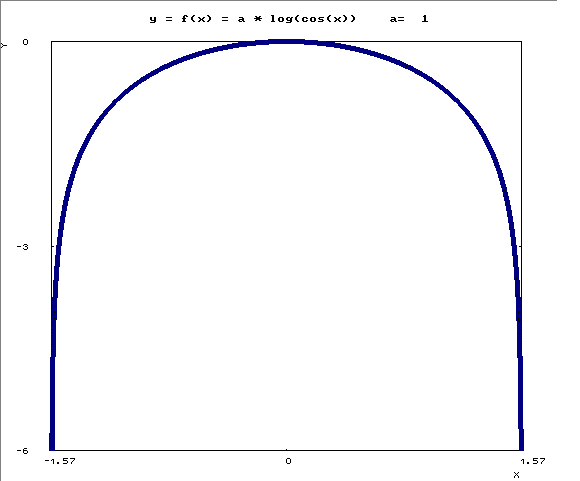 y = f(x) = a * log(cos(x))     a=  1
Y
0
-3
-6
-1.57 0 1.57
X